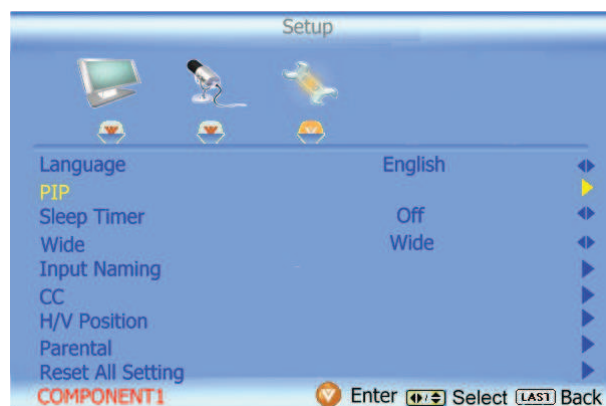 Setup
Language English
PIP
Sleep Timer Off
Wide Wide
Input Naming
CC
H/V Position
Parental
Reset All Setting
COMPONENT1 Enter Select LAST Back